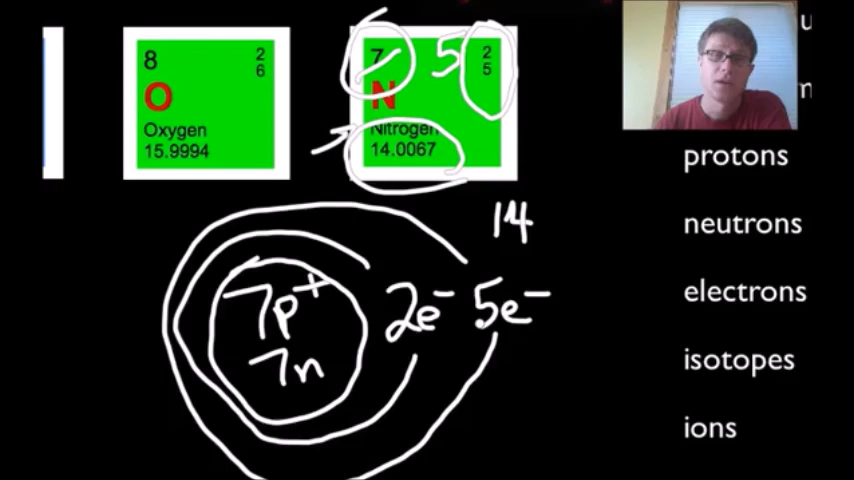 8
2
6
O
Oxygen
15.9994
7
5
2
5
N
Nitrogen
14.0067
14
7p+
7n
2e−
5e−
u
m
protons
neutrons
electrons
isotopes
ions